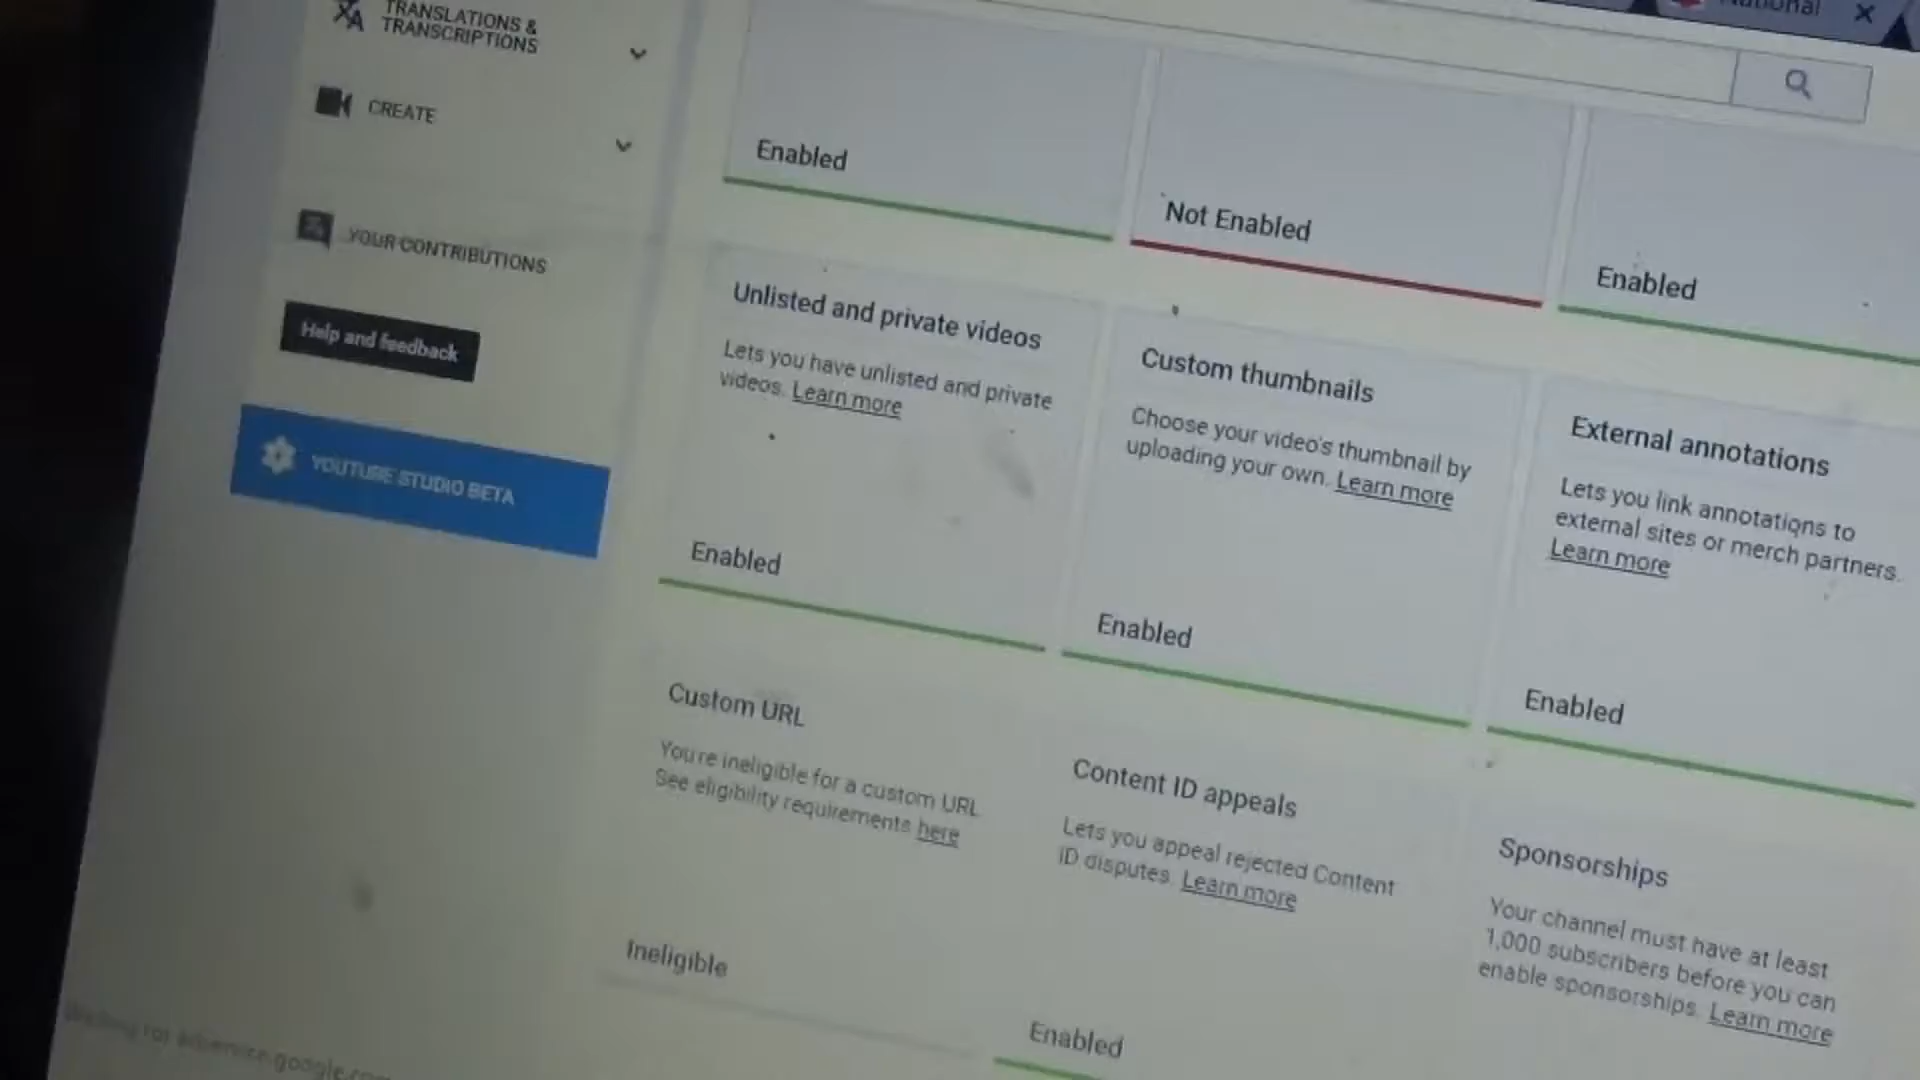 TRANSLATIONS &
TRANSCRIPTIONS
CREATE
YOUR CONTRIBUTIONS
Help and feedback
YOUTUBE STUDIO BETA
National
Enabled
Not Enabled
Enabled
Unlisted and private videos
Lets you have unlisted and private
videos. Learn more
Enabled
Custom thumbnails
Choose your video's thumbnail by
uploading your own. Learn more
Enabled
External annotations
Lets you link annotations to
external sites or merch partners.
Learn more
Enabled
Custom URL
You're ineligible for a custom URL
See eligibility requirements here
Ineligible
Content ID appeals
Lets you appeal rejected Content
ID disputes. Learn more
Enabled
Sponsorships
Your channel must have at least
1,000 subscribers before you can
enable sponsorships. Learn more
Waiting for